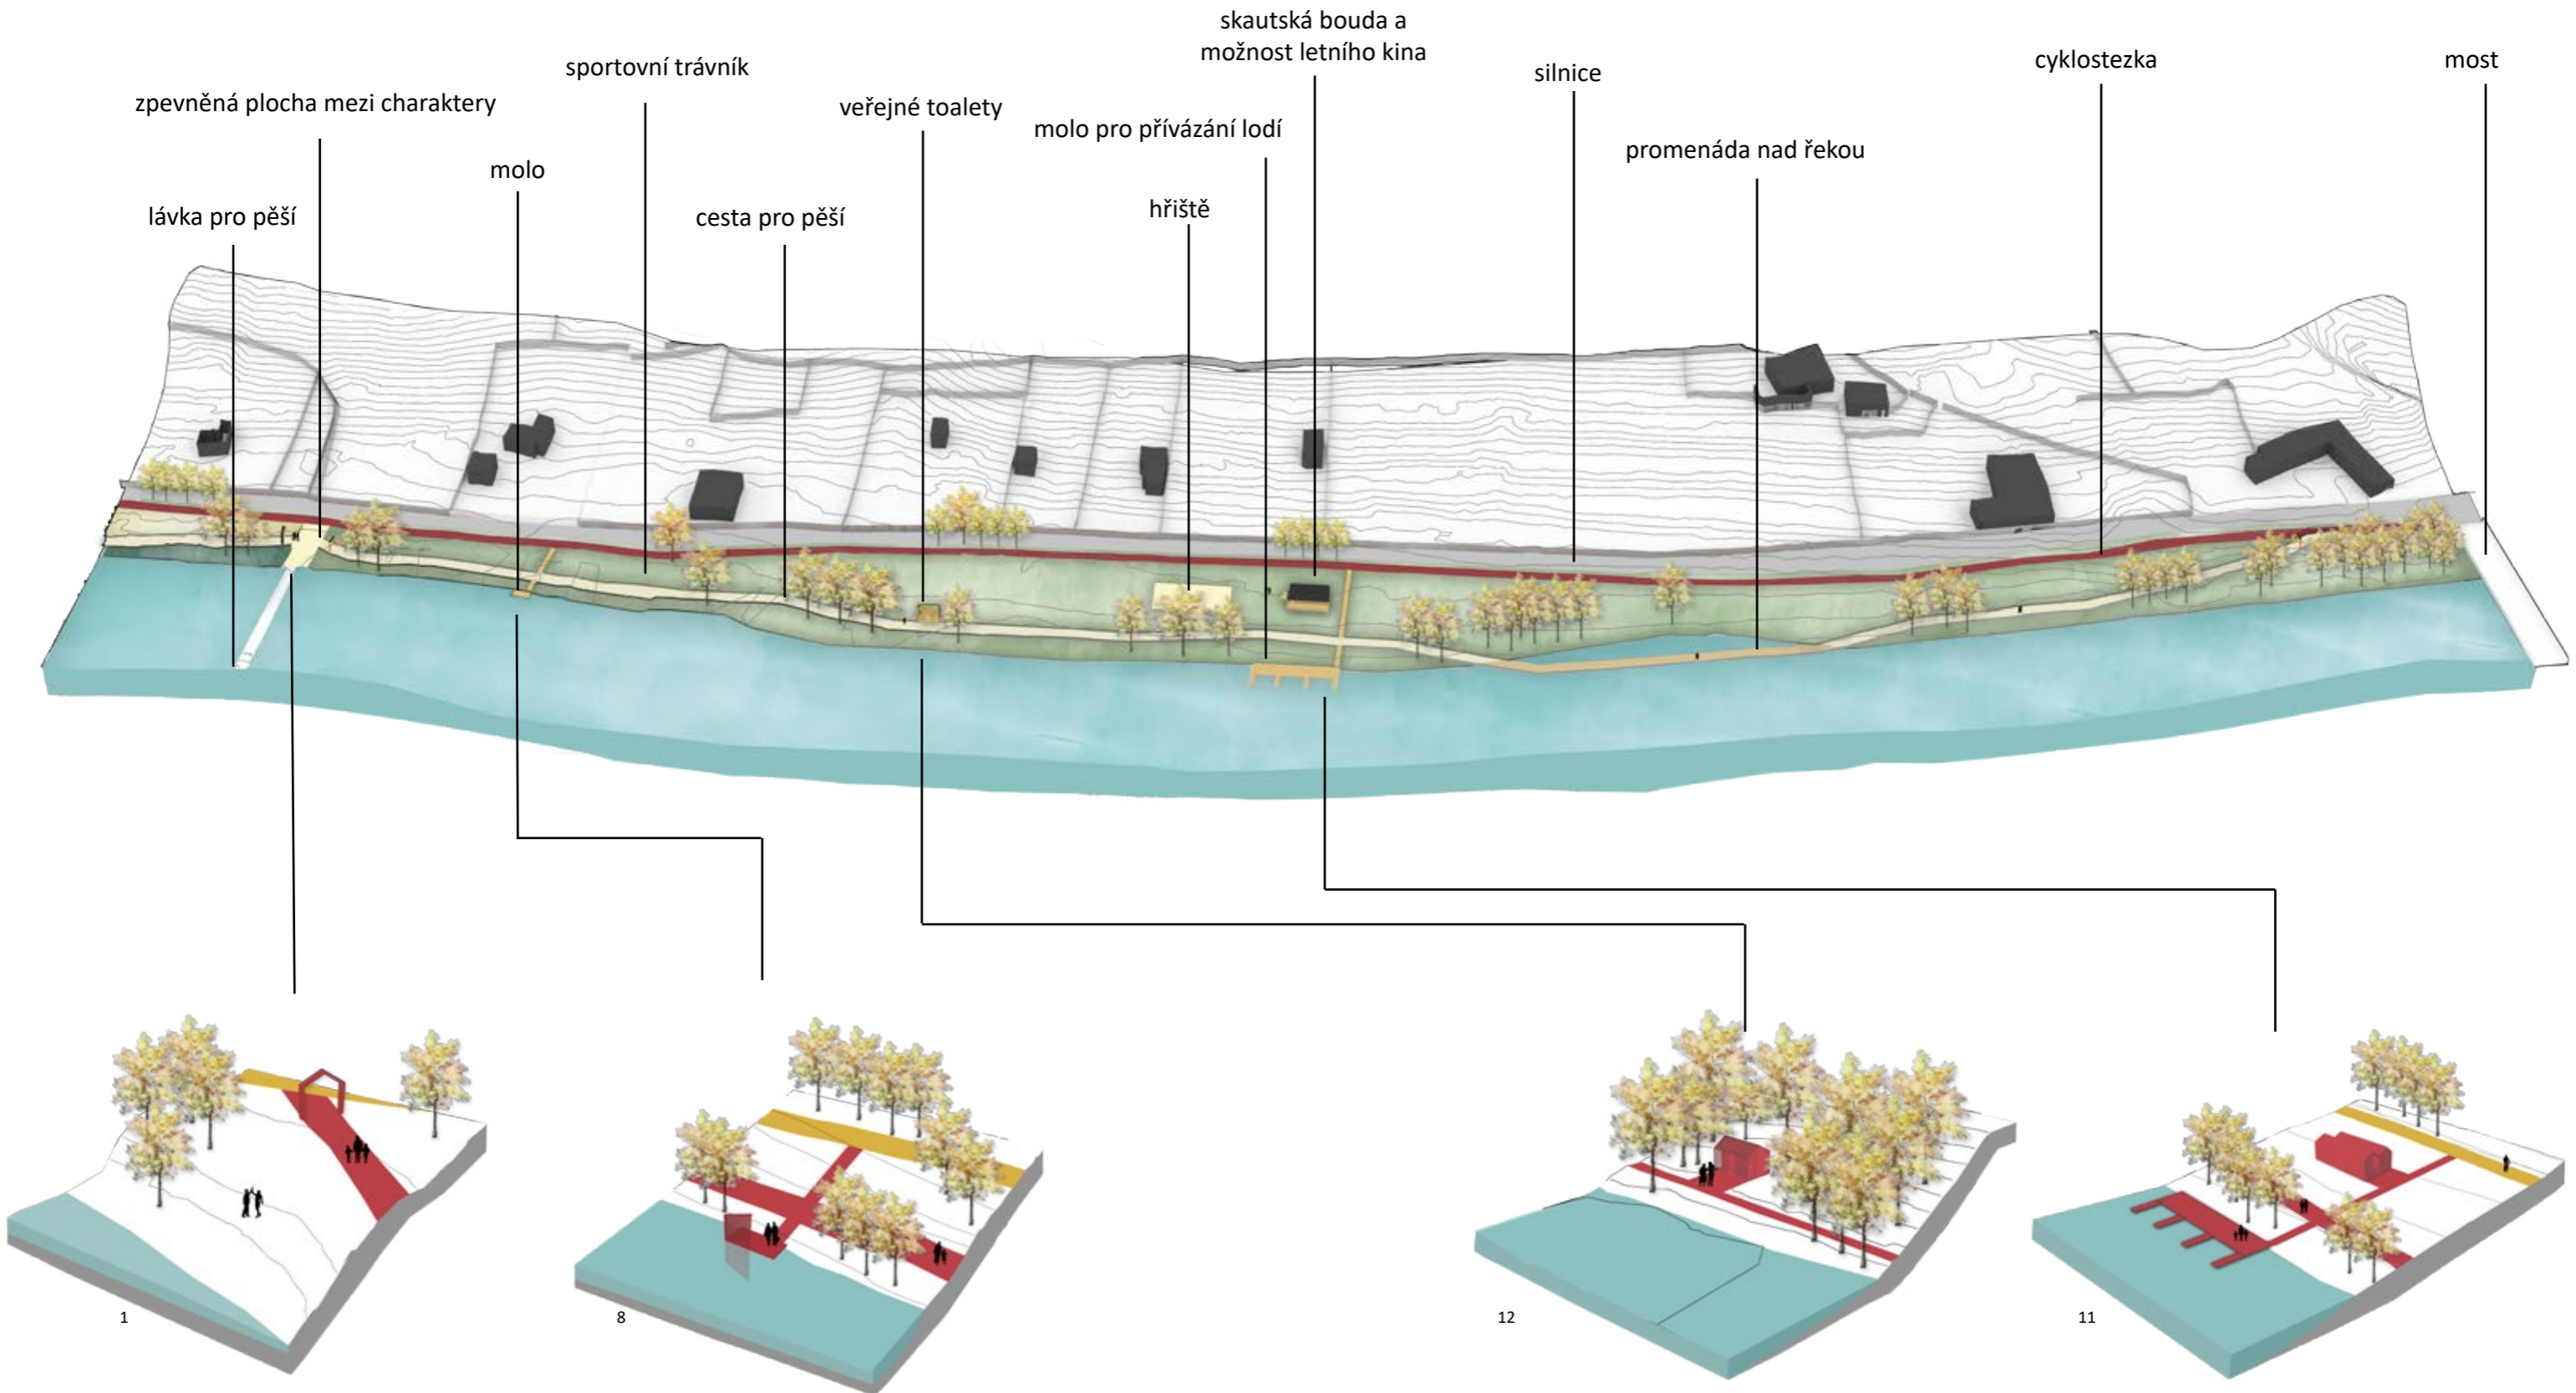 skautská bouda a
možnost letního kina
sportovní trávník
silnice
cyklostezka
most
zpevněná plocha mezi charaktery
veřejné toalety
molo pro přívázání lodí
molo
promenáda nad řekou
lávka pro pěší
cesta pro pěší
hřiště
1
8
12
11